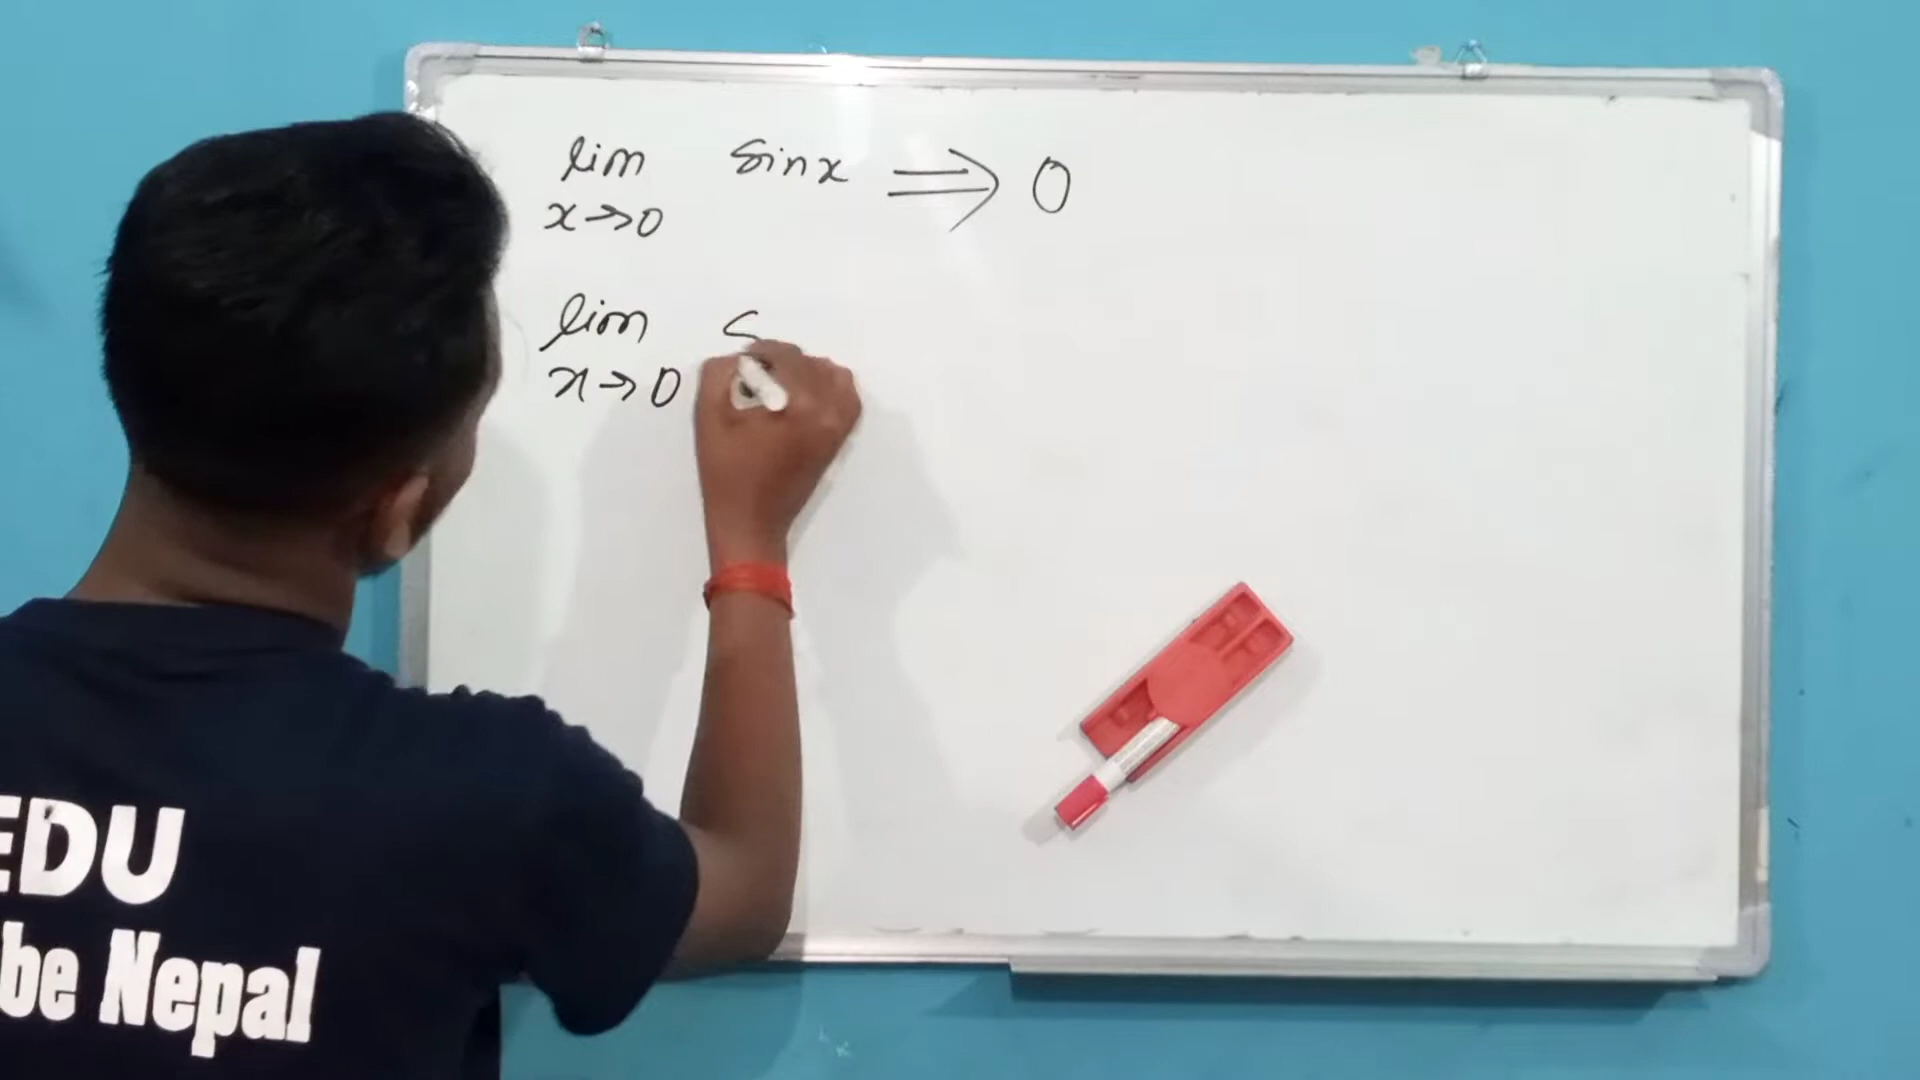 lim sinx ⟹ 0
x→0
lim S
x→0
EDU
be Nepal